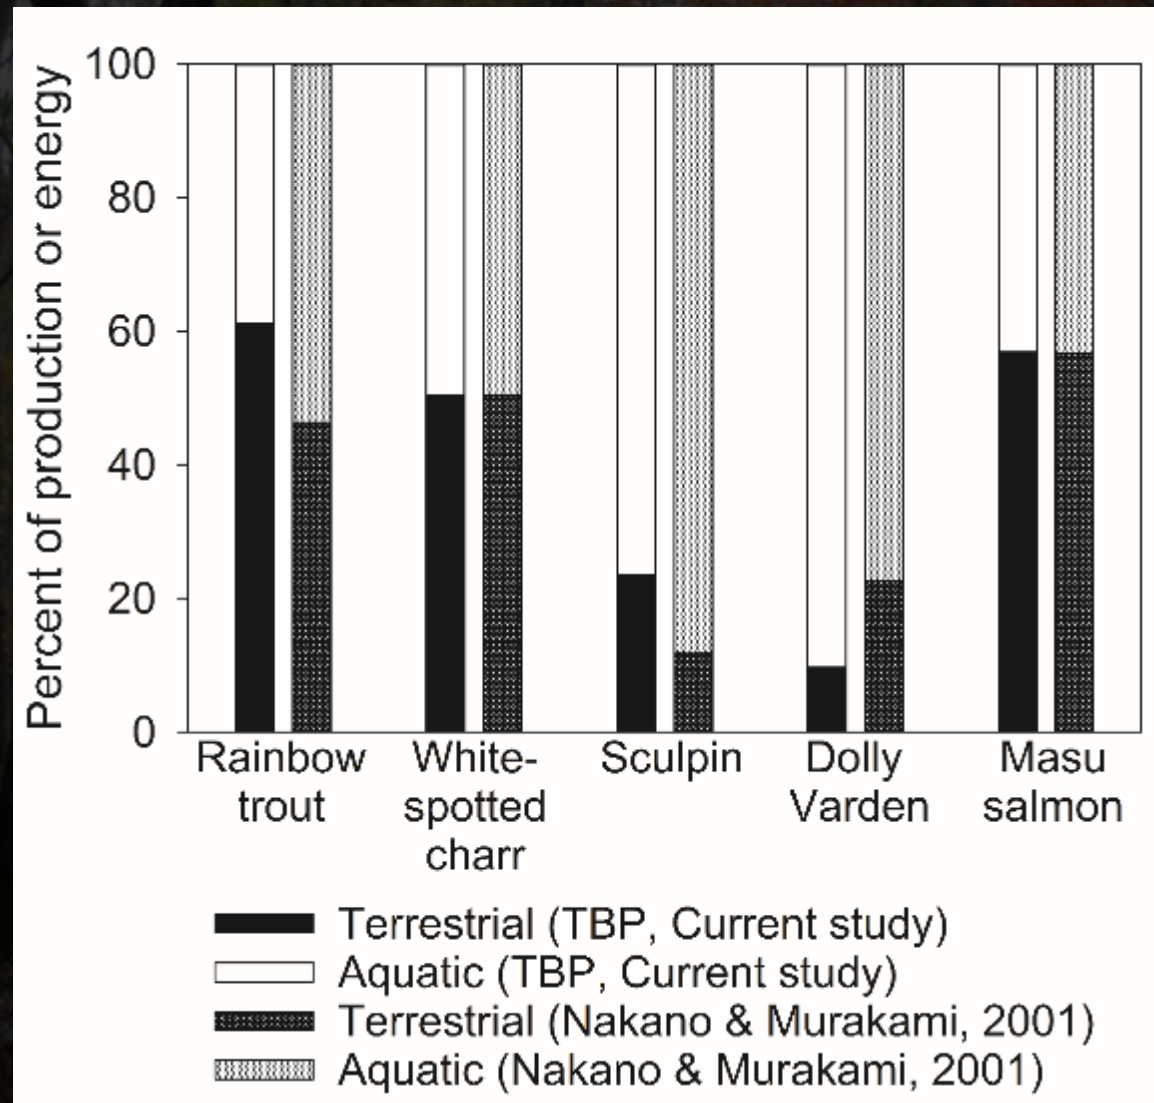 Percent of production or energy
100
80
60
40
20
0
Rainbow
trout
White-
spotted
charr
Sculpin
Dolly
Varden
Masu
salmon
Terrestrial (TBP, Current study)
Aquatic (TBP, Current study)
Terrestrial (Nakano & Murakami, 2001)
Aquatic (Nakano & Murakami, 2001)